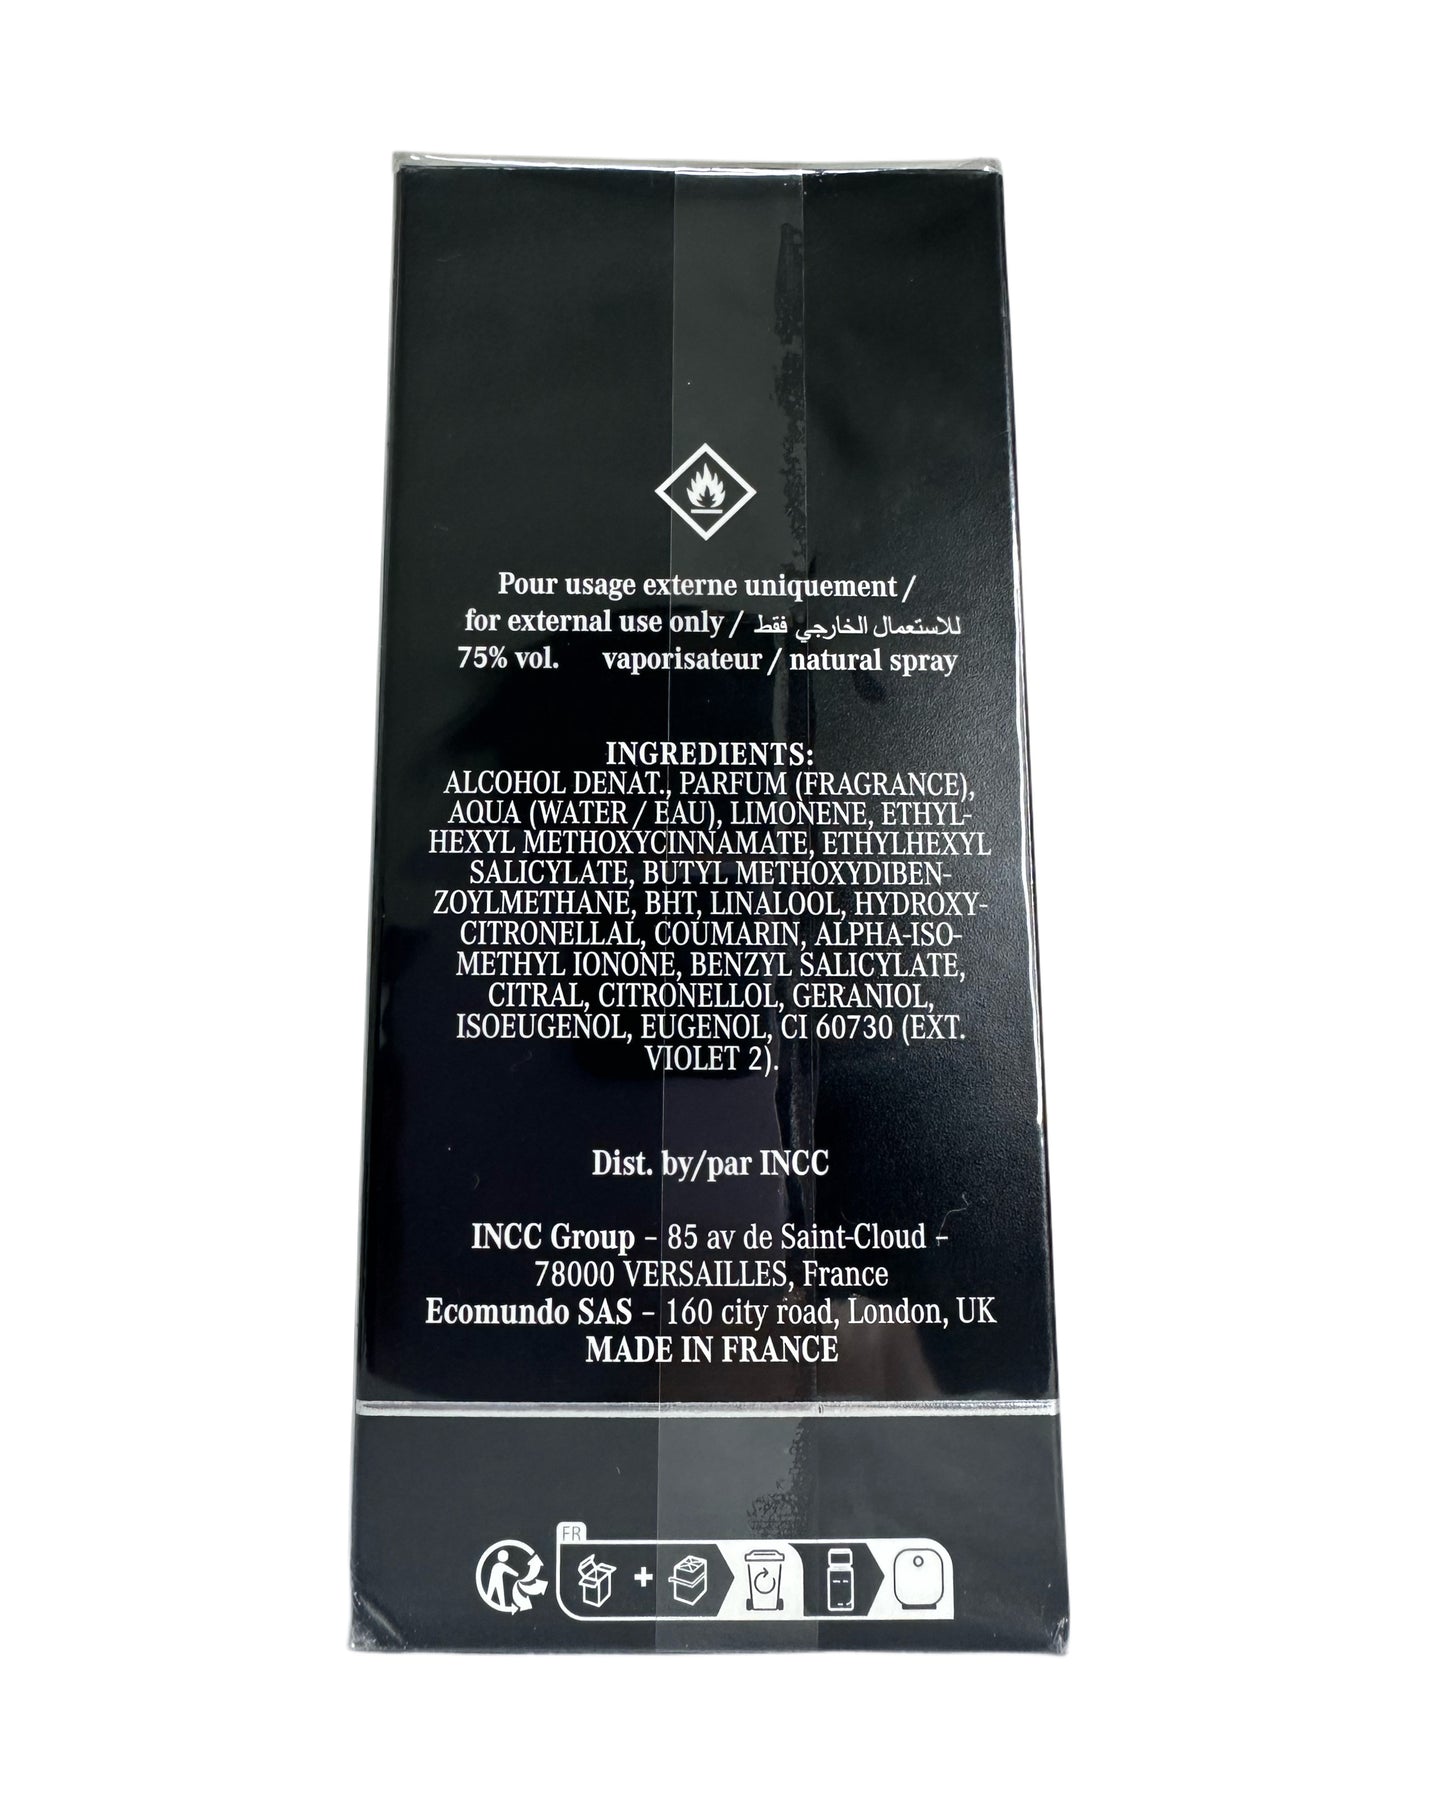 Pour usage externe uniquement /
for external use only / للاستعمال الخارجي فقط
75% vol. vaporisateur / natural spray
INGREDIENTS:
ALCOHOL DENAT., PARFUM (FRAGRANCE),
AQUA (WATER / EAU), LIMONENE, ETHYL-
HEXYL METHOXYCINNAMATE, ETHYLHEXYL
SALICYLATE, BUTYL METHOXYDIBEN-
ZOYLMETHANE, BHT, LINALOOL, HYDROXY-
CITRONELLAL, COUMARIN, ALPHA-ISO-
METHYL IONONE, BENZYL SALICYLATE,
CITRAL, CITRONELLOL, GERANIOL,
ISOEUGENOL, EUGENOL, CI 60730 (EXT.
VIOLET 2).
Dist. by/par INCC
INCC Group – 85 av de Saint-Cloud –
78000 VERSAILLES, France
Ecomundo SAS – 160 city road, London, UK
MADE IN FRANCE
FR